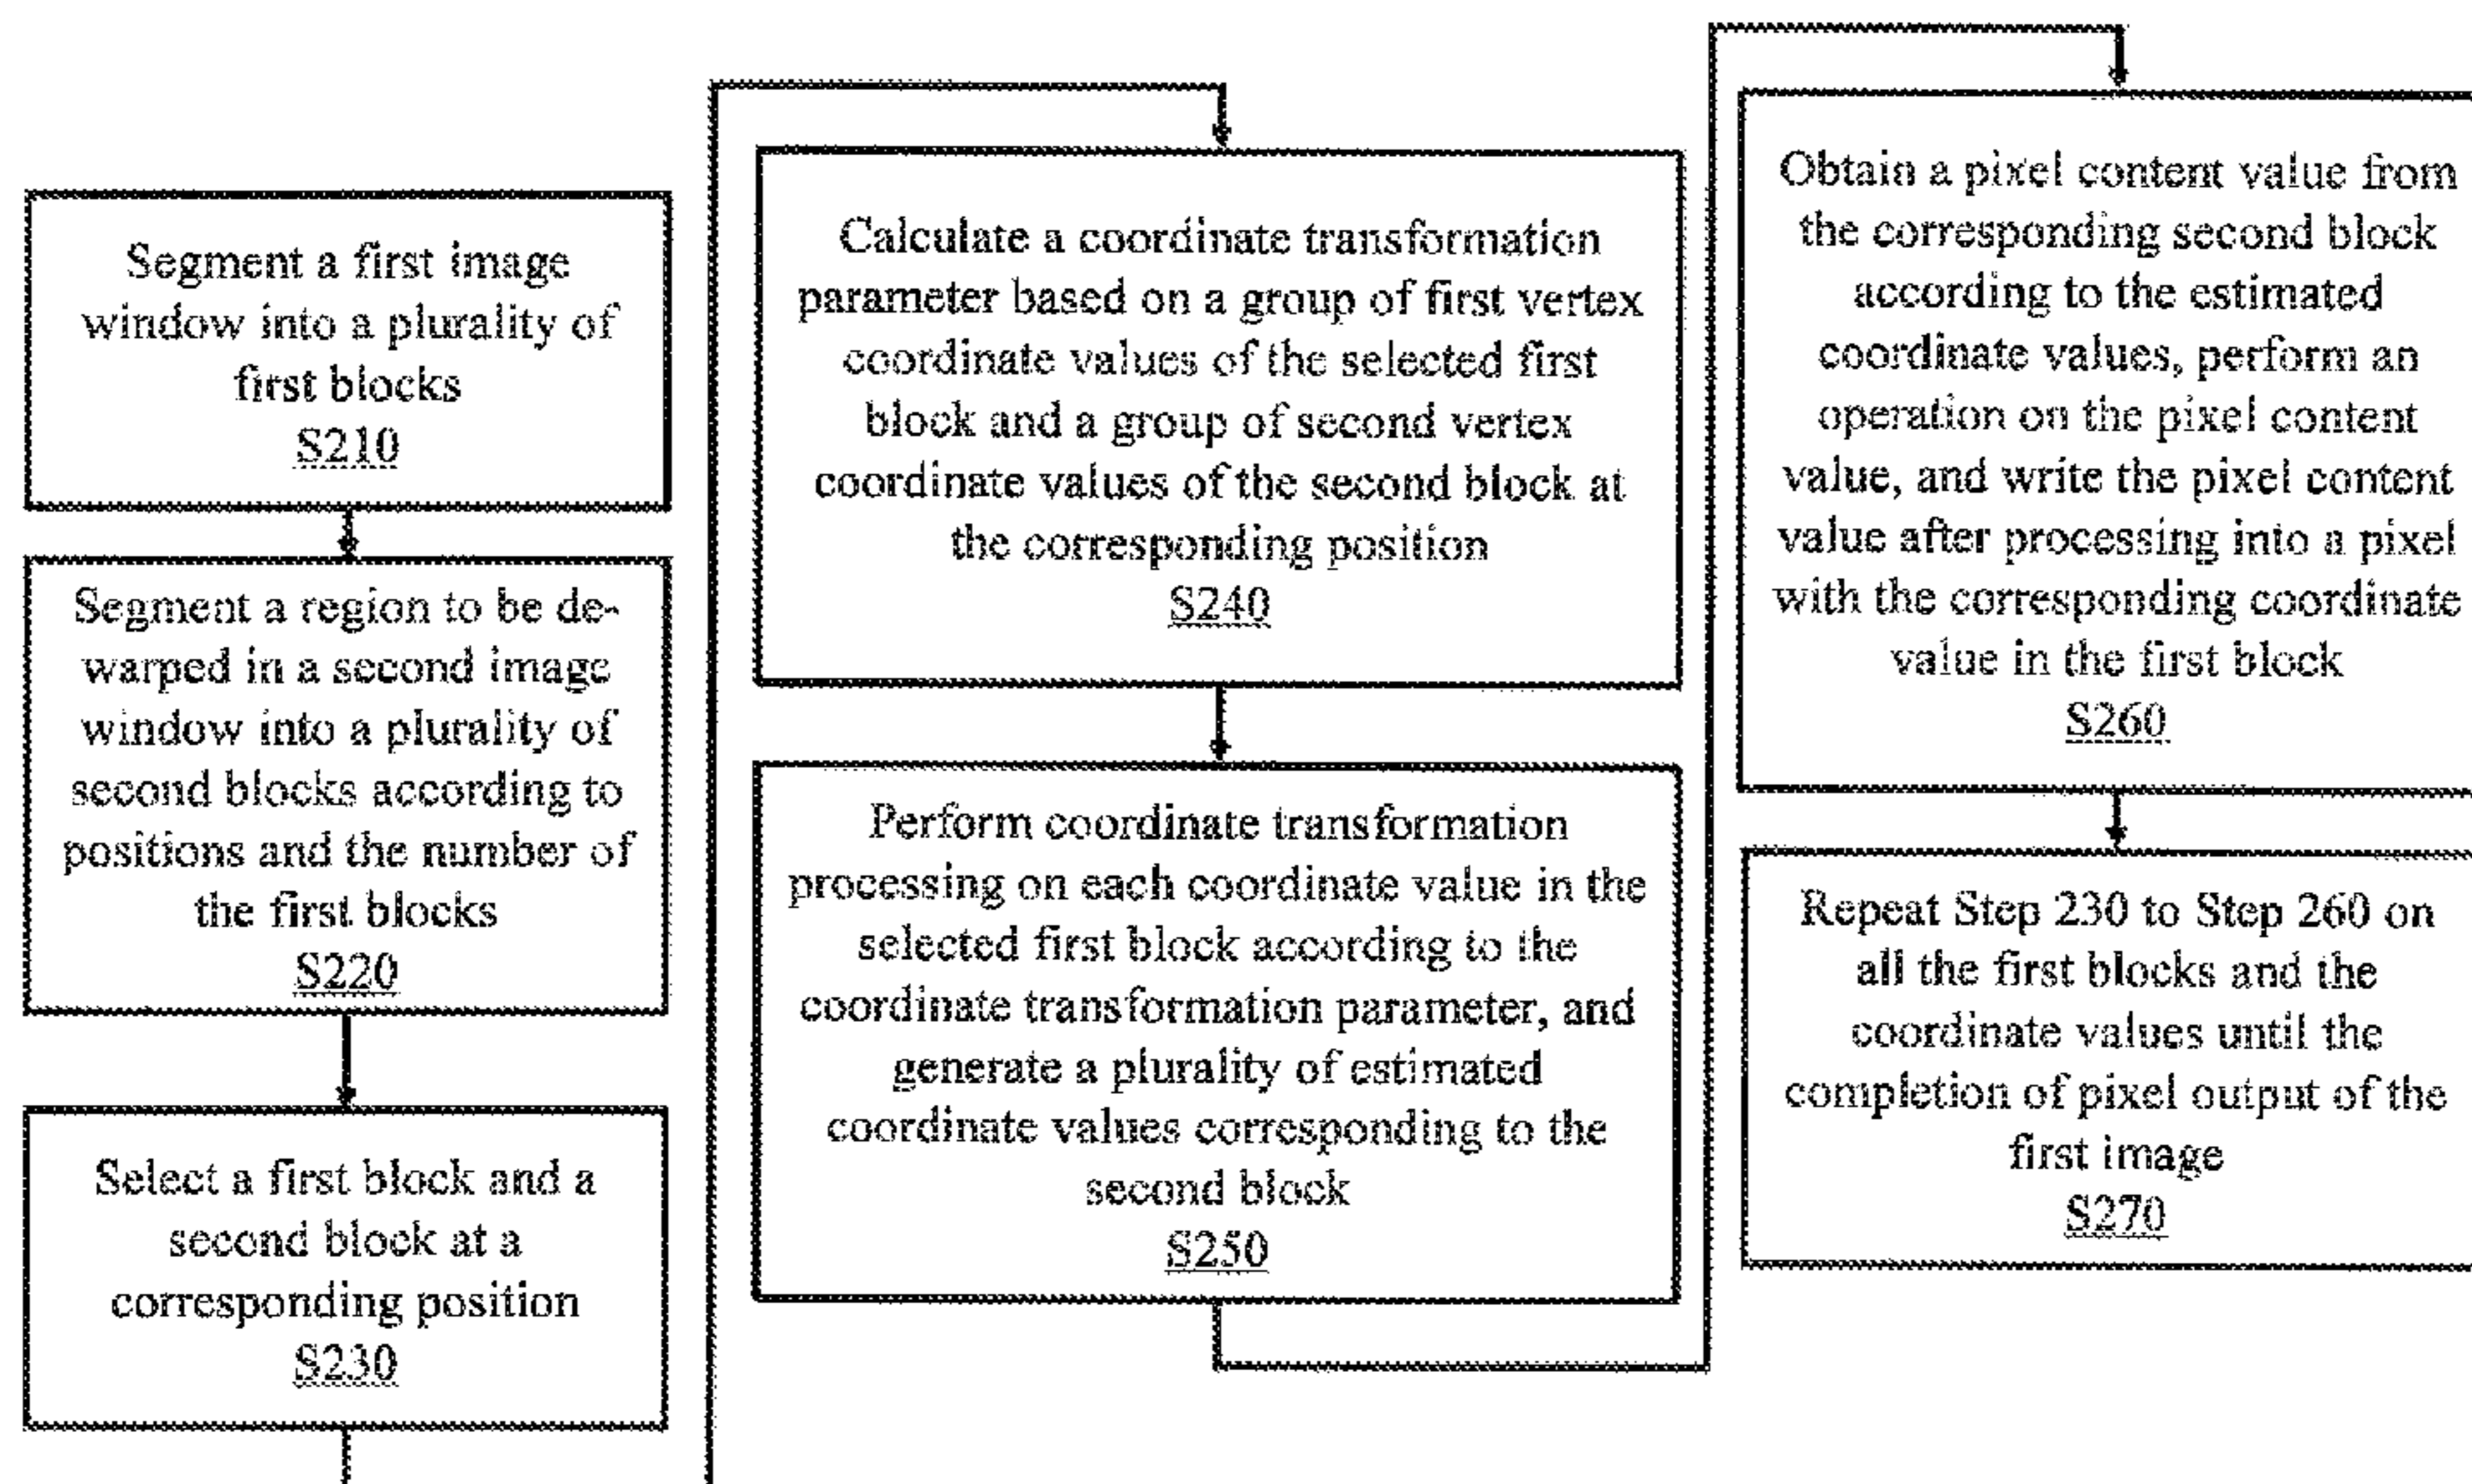 Segment a first image
window into a plurality of
first blocks
S210
Segment a region to be de-
warped in a second image
window into a plurality of
second blocks according to
positions and the number of
the first blocks
S220
Select a first block and a
second block at a
corresponding position
S230
Calculate a coordinate transformation
parameter based on a group of first vertex
coordinate values of the selected first
block and a group of second vertex
coordinate values of the second block at
the corresponding position
S240
Perform coordinate transformation
processing on each coordinate value in the
selected first block according to the
coordinate transformation parameter, and
generate a plurality of estimated
coordinate values corresponding to the
second block
S250
Obtain a pixel content value from
the corresponding second block
according to the estimated
coordinate values, perform an
operation on the pixel content
value, and write the pixel content
value after processing into a pixel
with the corresponding coordinate
value in the first block
S260
Repeat Step 230 to Step 260 on
all the first blocks and the
coordinate values until the
completion of pixel output of the
first image
S270